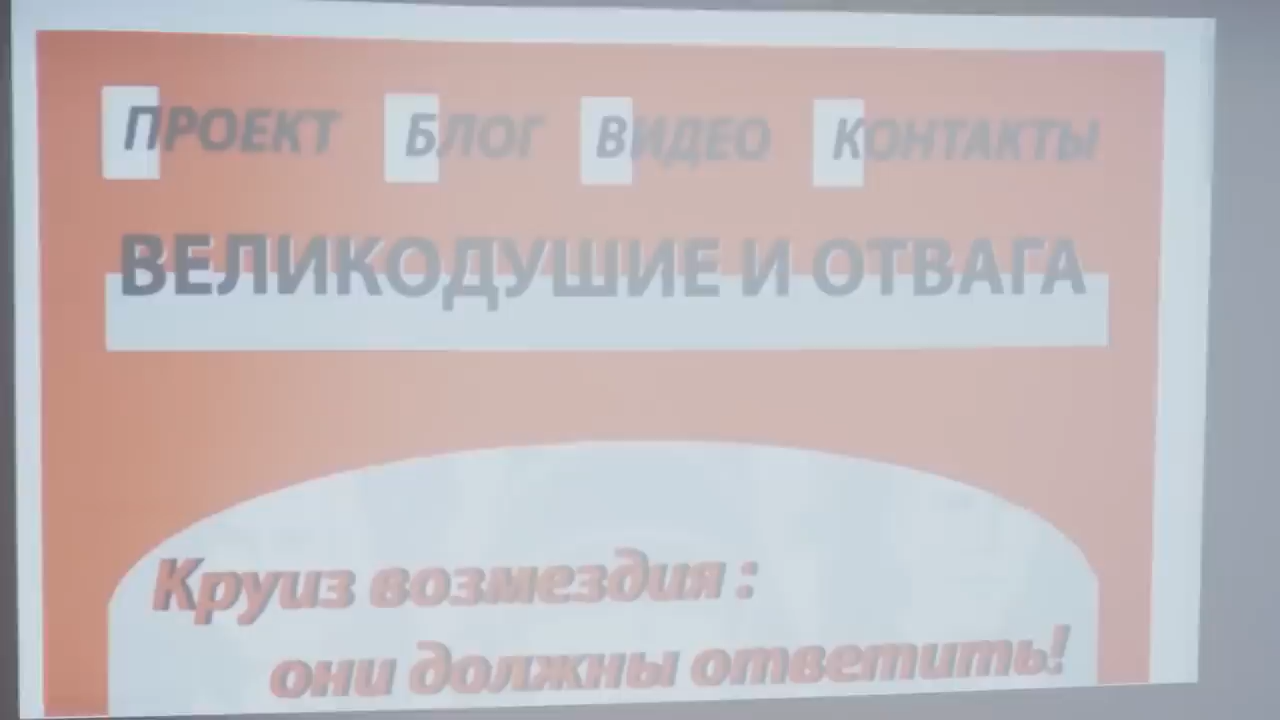 ПРОЕКТ БЛОГ ВИДЕО КОНТАКТЫ
ВЕЛИКОДУШИЕ И ОТВАГА
Круиз возмездия :
они должны ответить!